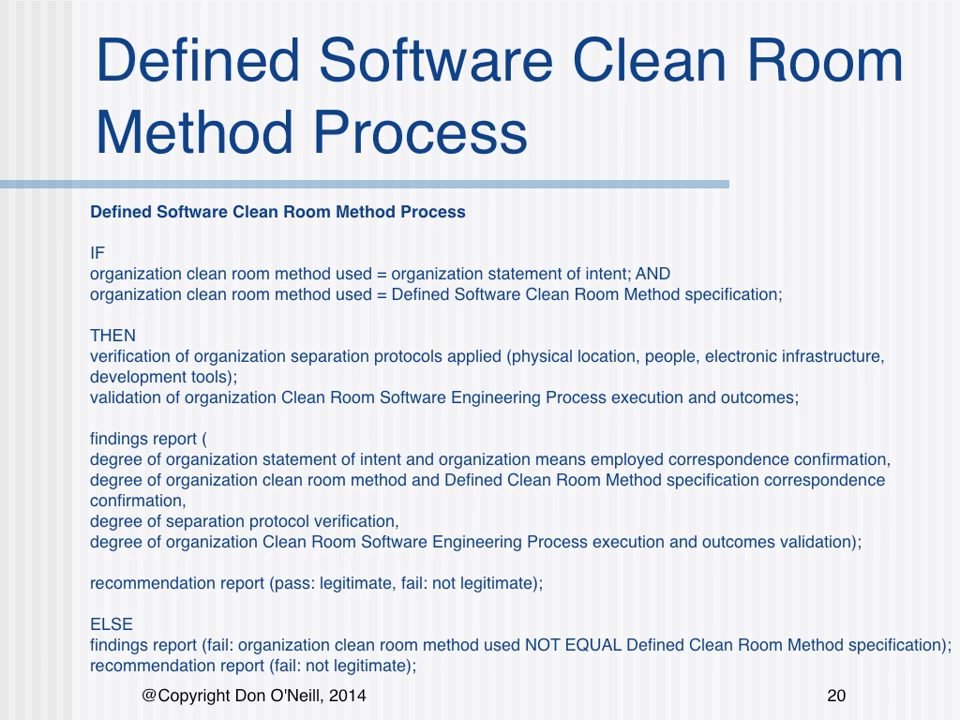 Defined Software Clean Room
Method Process
Defined Software Clean Room Method Process
IF
organization clean room method used = organization statement of intent; AND
organization clean room method used = Defined Software Clean Room Method specification;
THEN
verification of organization separation protocols applied (physical location, people, electronic infrastructure,
development tools);
validation of organization Clean Room Software Engineering Process execution and outcomes;
findings report (
degree of organization statement of intent and organization means employed correspondence confirmation,
degree of organization clean room method and Defined Clean Room Method specification correspondence
confirmation,
degree of separation protocol verification,
degree of organization Clean Room Software Engineering Process execution and outcomes validation);
recommendation report (pass: legitimate, fail: not legitimate);
ELSE
findings report (fail: organization clean room method used NOT EQUAL Defined Clean Room Method specification);
recommendation report (fail: not legitimate);
@Copyright Don O'Neill, 2014
20